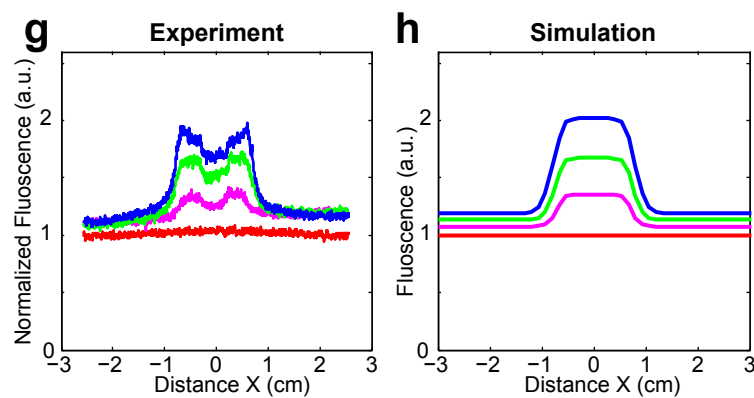 g Experiment
Normalized Fluoscence (a.u.)
2
1
0
−3 −2 −1 0 1 2 3
Distance X (cm)
h Simulation
Fluoscence (a.u.)
2
1
0
−3 −2 −1 0 1 2 3
Distance X (cm)